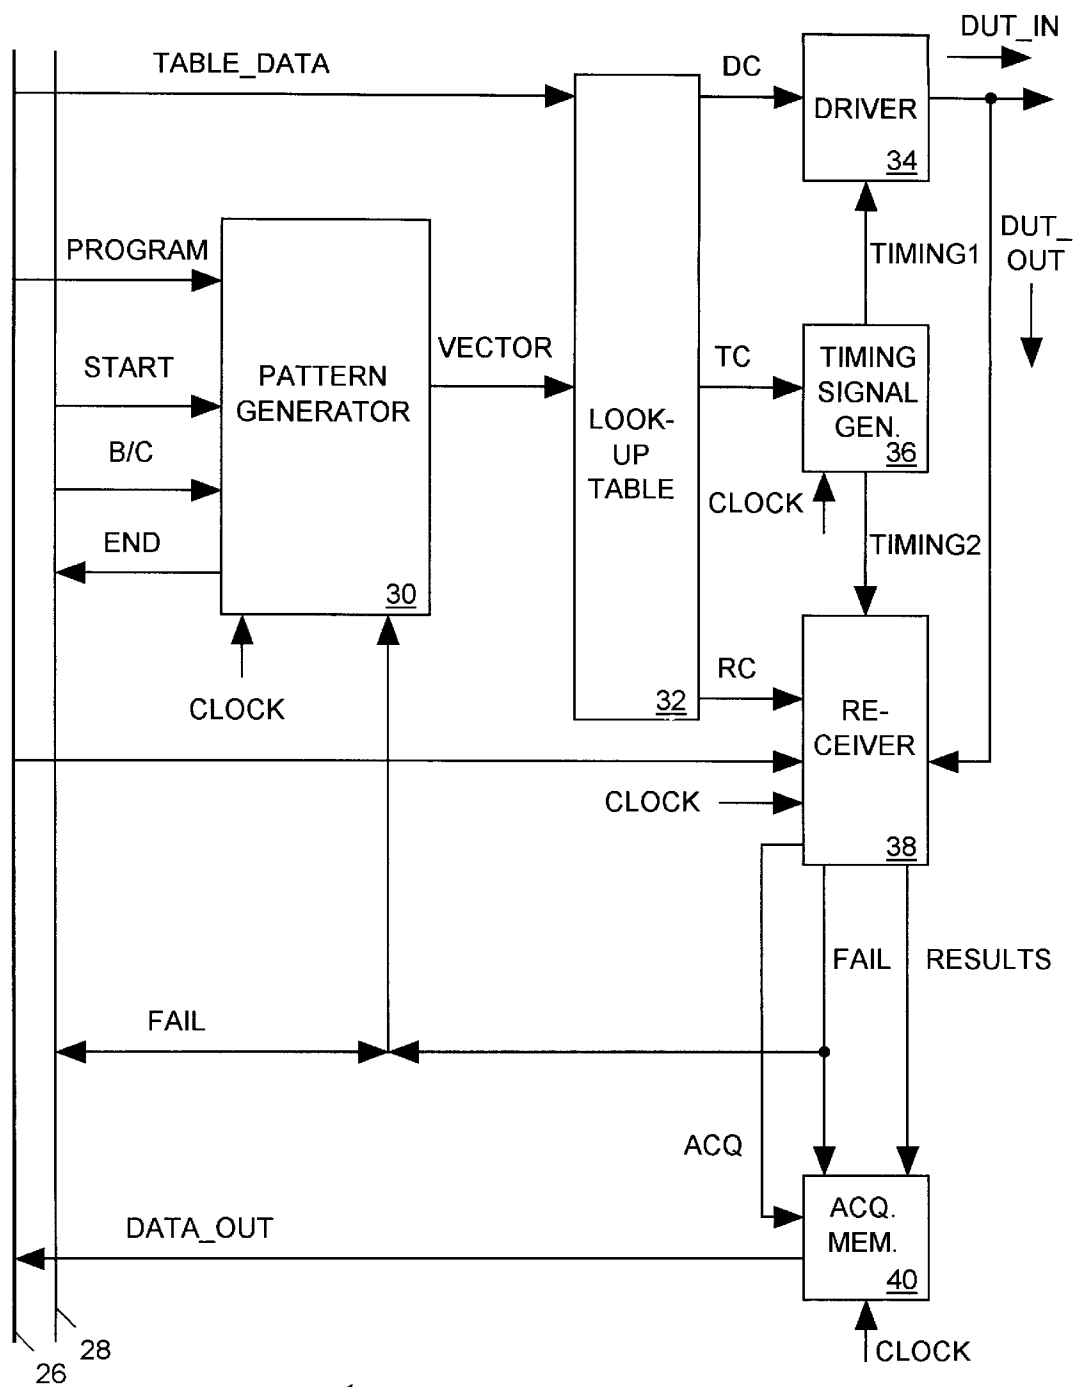 DUT_IN
TABLE_DATA
DC
DRIVER
34
PROGRAM
TIMING1
DUT_
OUT
START
PATTERN
GENERATOR
VECTOR
TC
TIMING
SIGNAL
GEN.
36
LOOK-
UP
TABLE
B/C
CLOCK
END
TIMING2
30
CLOCK
RC
32
RE-
CEIVER
CLOCK
38
FAIL
RESULTS
FAIL
ACQ
ACQ.
MEM.
40
DATA_OUT
CLOCK
28
26